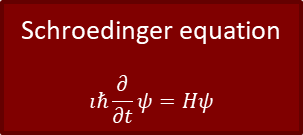 Schroedinger equation
𝚤ℏ ∂/∂t ψ = Hψ